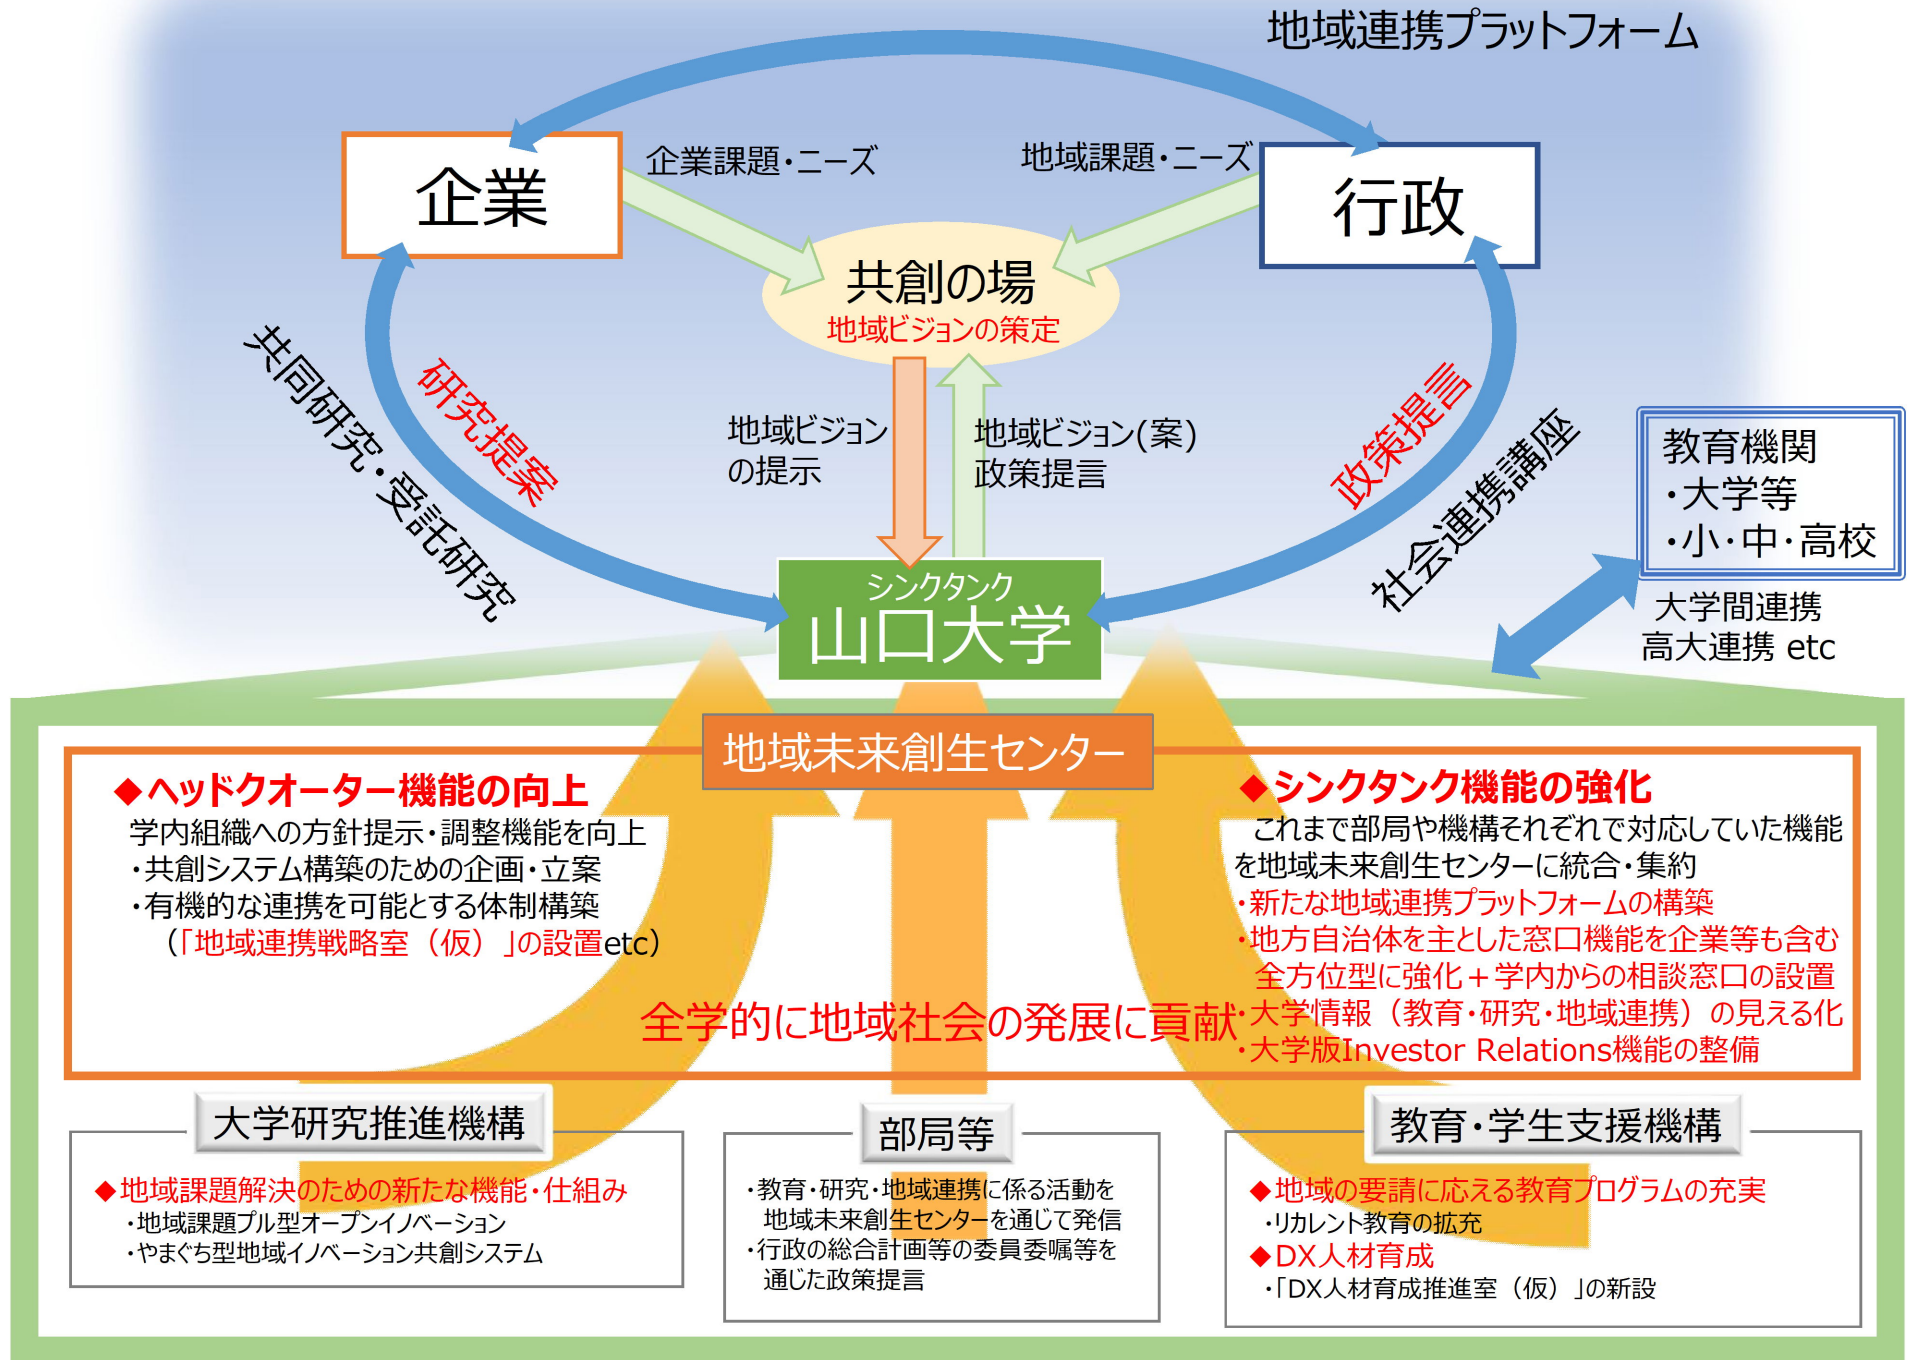 地域連携プラットフォーム
企業
企業課題・ニーズ
地域課題・ニーズ
行政
共創の場
地域ビジョンの策定
共同研究・受託研究
研究提案
地域ビジョン
の提示
地域ビジョン(案)
政策提言
政策提言
社会連携講座
教育機関
・大学等
・小・中・高校
大学間連携
高大連携 etc
シンクタンク
山口大学
地域未来創生センター
◆ヘッドクオーター機能の向上
学内組織への方針提示・調整機能を向上
・共創システム構築のための企画・立案
・有機的な連携を可能とする体制構築
（「地域連携戦略室（仮）」の設置etc）
◆シンクタンク機能の強化
これまで部局や機構それぞれで対応していた機能
を地域未来創生センターに統合・集約
・新たな地域連携プラットフォームの構築
・地方自治体を主とした窓口機能を企業等も含む
全方位型に強化＋学内からの相談窓口の設置
・大学情報（教育・研究・地域連携）の見える化
・大学版Investor Relations機能の整備
全学的に地域社会の発展に貢献
大学研究推進機構
◆地域課題解決のための新たな機能・仕組み
・地域課題プル型オープンイノベーション
・やまぐち型地域イノベーション共創システム
部局等
・教育・研究・地域連携に係る活動を
地域未来創生センターを通じて発信
・行政の総合計画等の委員委嘱等を
通じた政策提言
教育・学生支援機構
◆地域の要請に応える教育プログラムの充実
・リカレント教育の拡充
◆DX人材育成
・「DX人材育成推進室（仮）」の新設